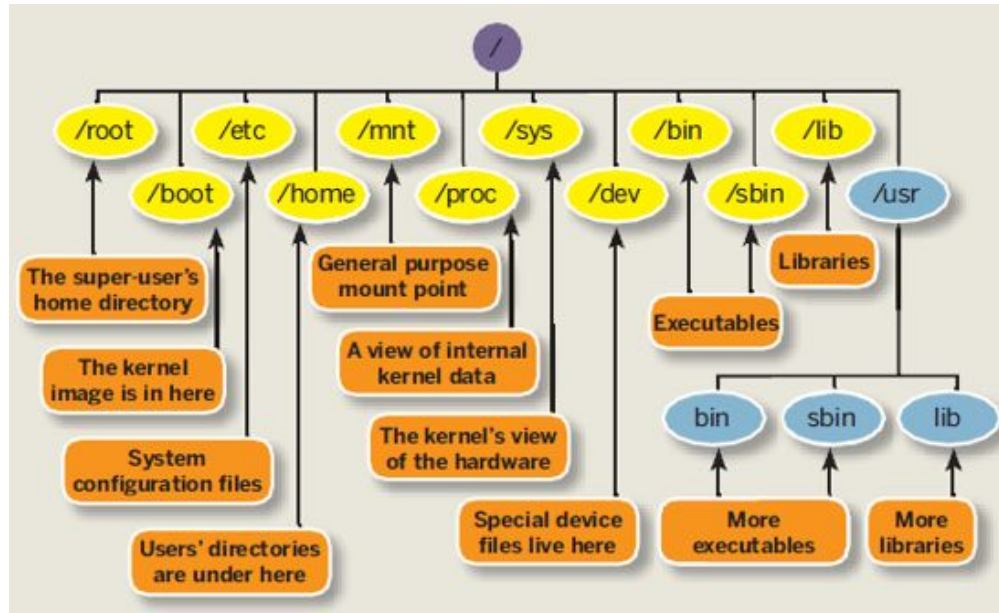 /
/root
/etc
/mnt
/sys
/bin
/lib
/boot
/home
/proc
/dev
/sbin
/usr
The super-user's
home directory
General purpose
mount point
Libraries
Executables
The kernel
image is in here
A view of internal
kernel data
bin
sbin
lib
System
configuration files
The kernel's view
of the hardware
Users' directories
are under here
Special device
files live here
More
executables
More
libraries